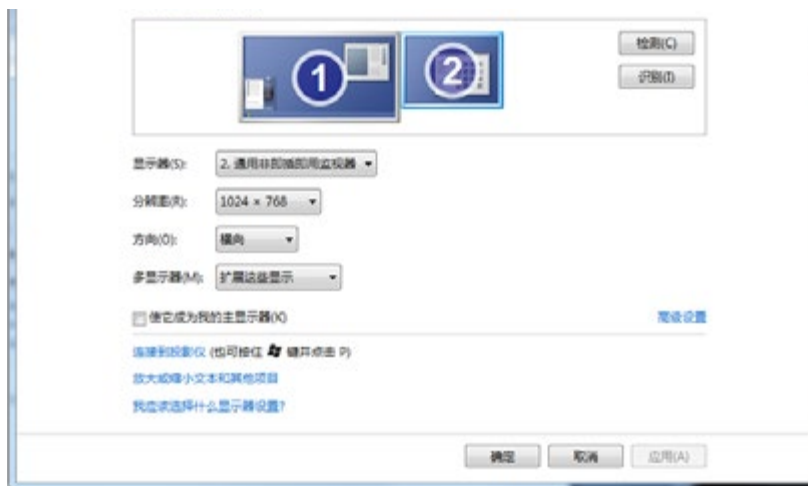 1
2
检测(C)
识别(I)
显示器(S): 2. 通用非即插即用监视器
分辨率(R): 1024 × 768
方向(O): 横向
多显示器(M): 扩展这些显示
使它成为我的主显示器(K)
高级设置
连接到投影仪 (也可按住 键并点击 P)
放大或缩小文本和其他项目
我应该选择什么显示器设置?
确定 取消 应用(A)